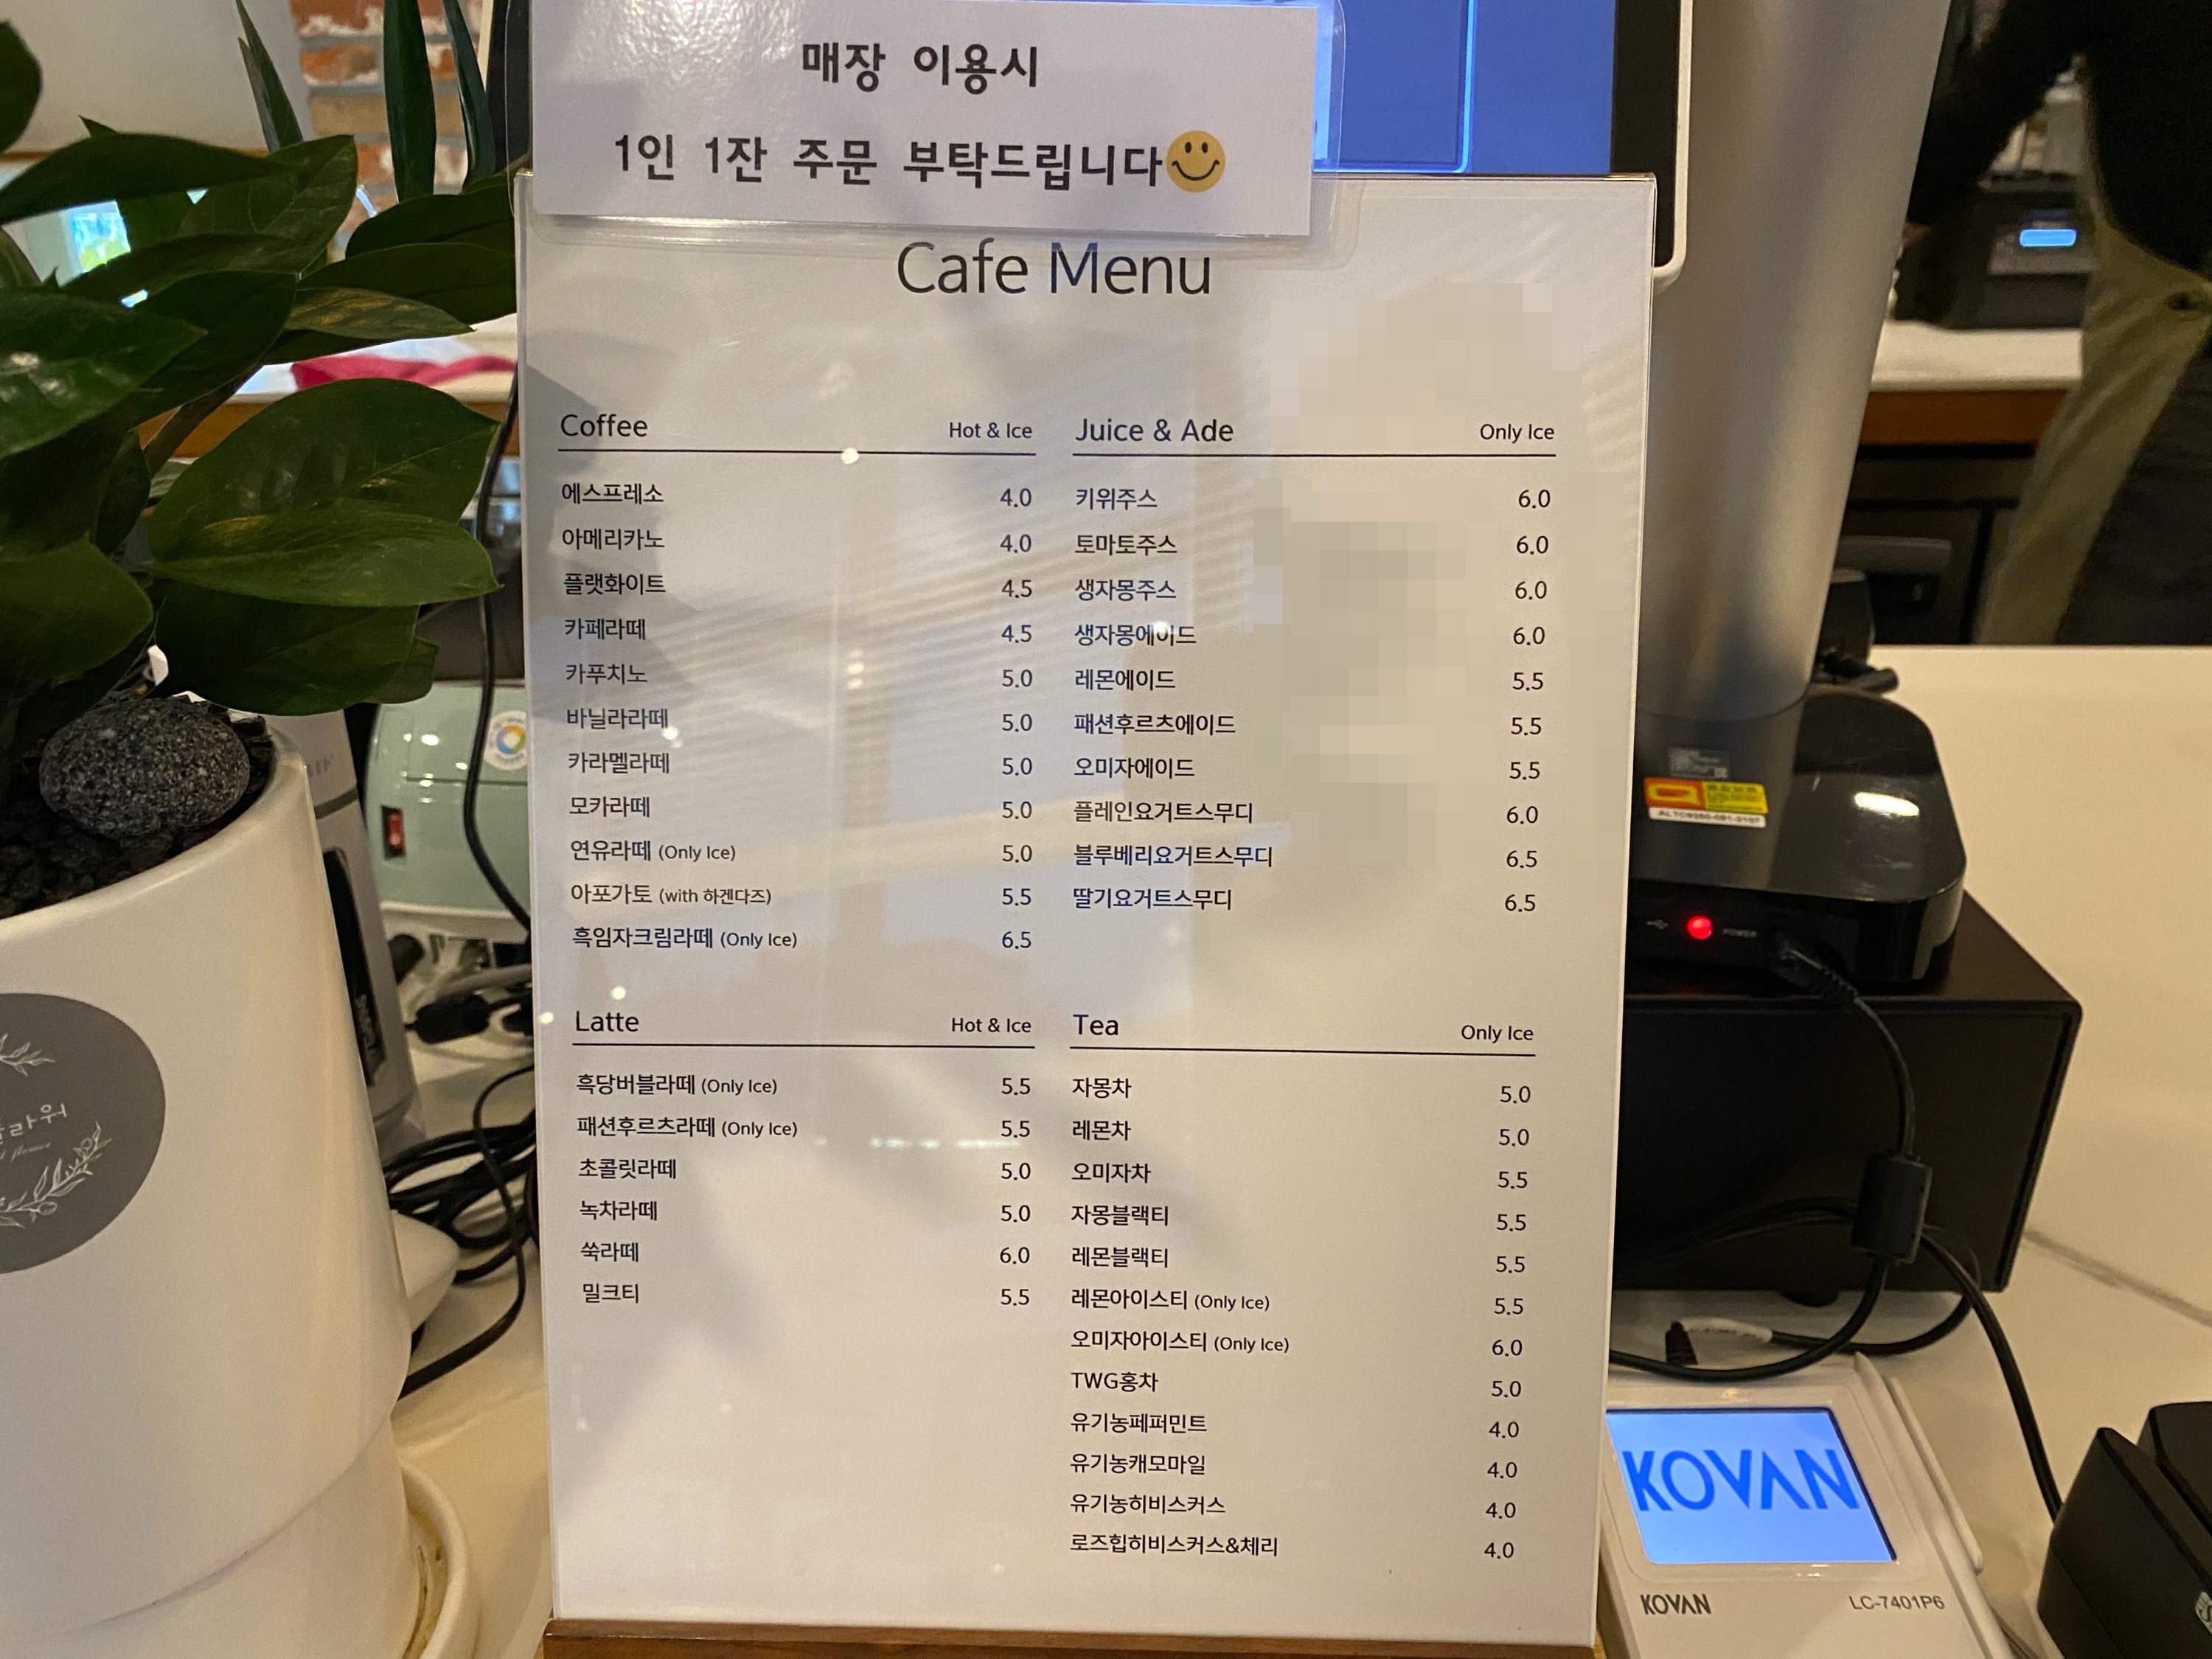 매장 이용시
1인 1잔 주문 부탁드립니다
Cafe Menu
Coffee Hot & Ice
에스프레소 4.0
아메리카노 4.0
플랫화이트 4.5
카페라떼 4.5
카푸치노 5.0
바닐라라떼 5.0
카라멜라떼 5.0
모카라떼 5.0
연유라떼 (Only Ice) 5.0
아포가토 (with 하겐다즈) 5.5
흑임자크림라떼 (Only Ice) 6.5
Juice & Ade Only Ice
키위주스 6.0
토마토주스 6.0
생자몽주스 6.0
생자몽에이드 6.0
레몬에이드 5.5
패션후르츠에이드 5.5
오미자에이드 5.5
플레인요거트스무디 6.0
블루베리요거트스무디 6.5
딸기요거트스무디 6.5
Latte Hot & Ice
흑당버블라떼 (Only Ice) 5.5
패션후르츠라떼 (Only Ice) 5.5
초콜릿라떼 5.0
녹차라떼 5.0
쑥라떼 6.0
밀크티 5.5
Tea Only Ice
자몽차 5.0
레몬차 5.0
오미자차 5.5
자몽블랙티 5.5
레몬블랙티 5.5
레몬아이스티 (Only Ice) 5.5
오미자아이스티 (Only Ice) 6.0
TWG홍차 5.0
유기농페퍼민트 4.0
유기농캐모마일 4.0
유기농히비스커스 4.0
로즈힙히비스커스&체리 4.0
POWER
KOVAN
KOVAN LC-7401P6